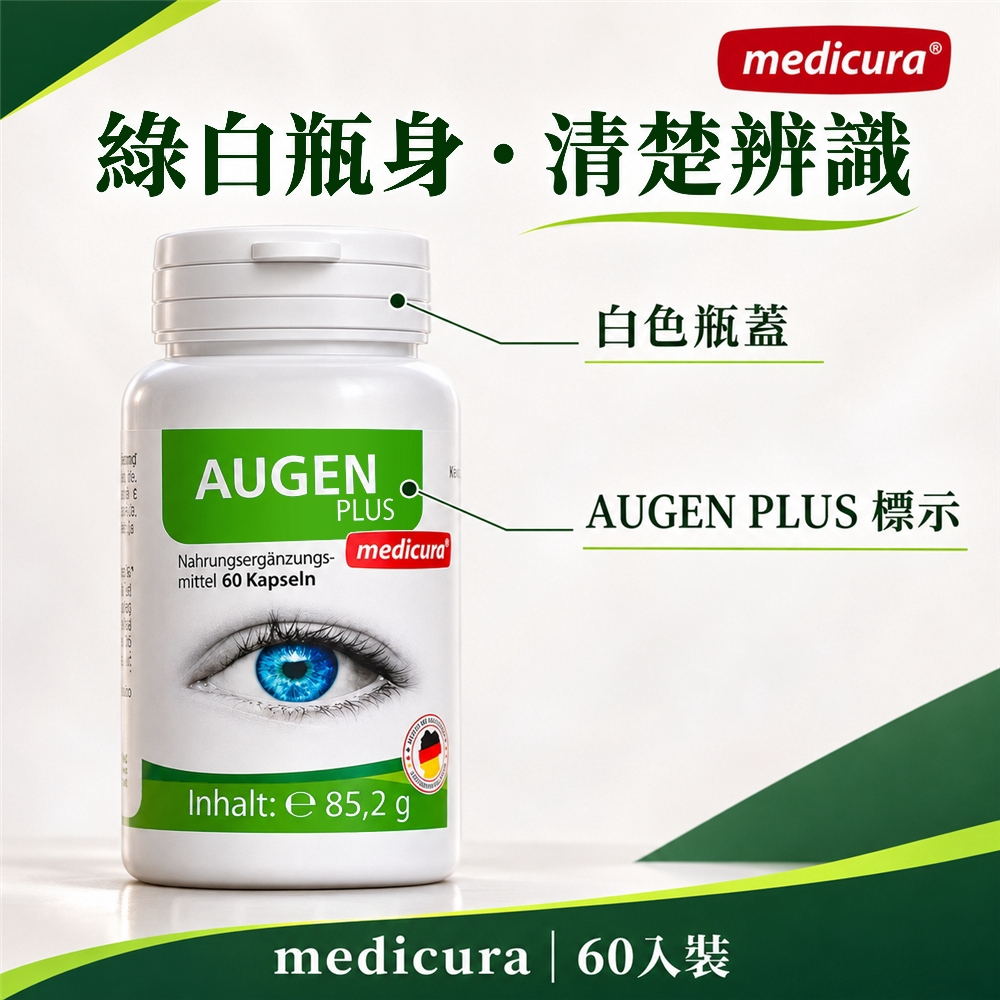 medicura®
綠白瓶身・清楚辨識
白色瓶蓋
AUGEN
PLUS
AUGEN PLUS 標示
medicura®
Nahrungsergänzungs-
mittel 60 Kapseln
Inhalt: ℮ 85,2 g
medicura | 60入裝